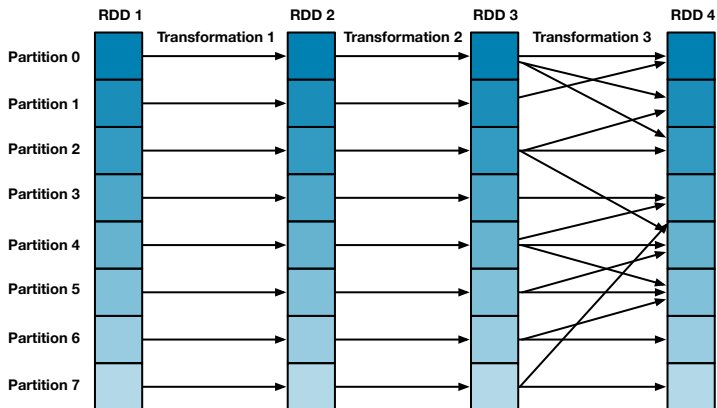 RDD 1 RDD 2 RDD 3 RDD 4
Transformation 1 Transformation 2 Transformation 3
Partition 0
Partition 1
Partition 2
Partition 3
Partition 4
Partition 5
Partition 6
Partition 7